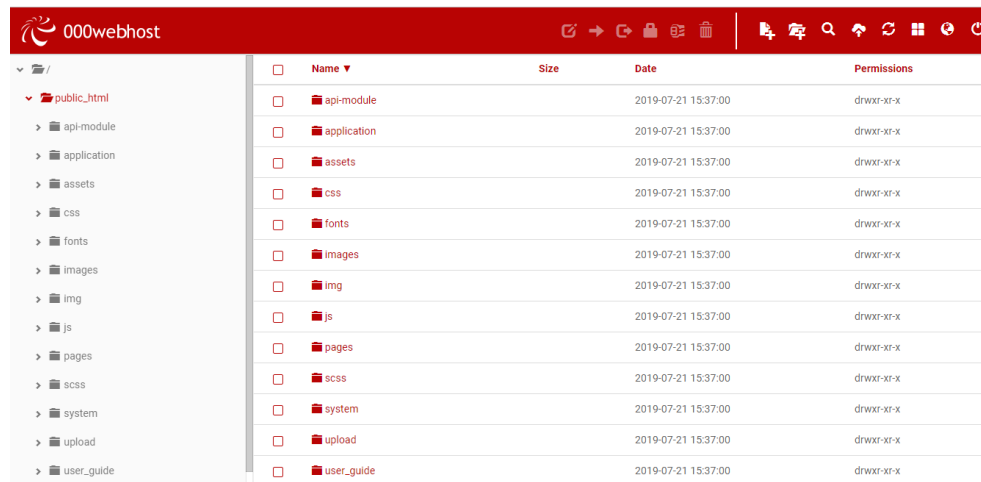 000webhost
/
public_html
api-module
application
assets
css
fonts
images
img
js
pages
scss
system
upload
user_guide
Name ▼ Size Date Permissions
api-module 2019-07-21 15:37:00 drwxr-xr-x
application 2019-07-21 15:37:00 drwxr-xr-x
assets 2019-07-21 15:37:00 drwxr-xr-x
css 2019-07-21 15:37:00 drwxr-xr-x
fonts 2019-07-21 15:37:00 drwxr-xr-x
images 2019-07-21 15:37:00 drwxr-xr-x
img 2019-07-21 15:37:00 drwxr-xr-x
js 2019-07-21 15:37:00 drwxr-xr-x
pages 2019-07-21 15:37:00 drwxr-xr-x
scss 2019-07-21 15:37:00 drwxr-xr-x
system 2019-07-21 15:37:00 drwxr-xr-x
upload 2019-07-21 15:37:00 drwxr-xr-x
user_guide 2019-07-21 15:37:00 drwxr-xr-x